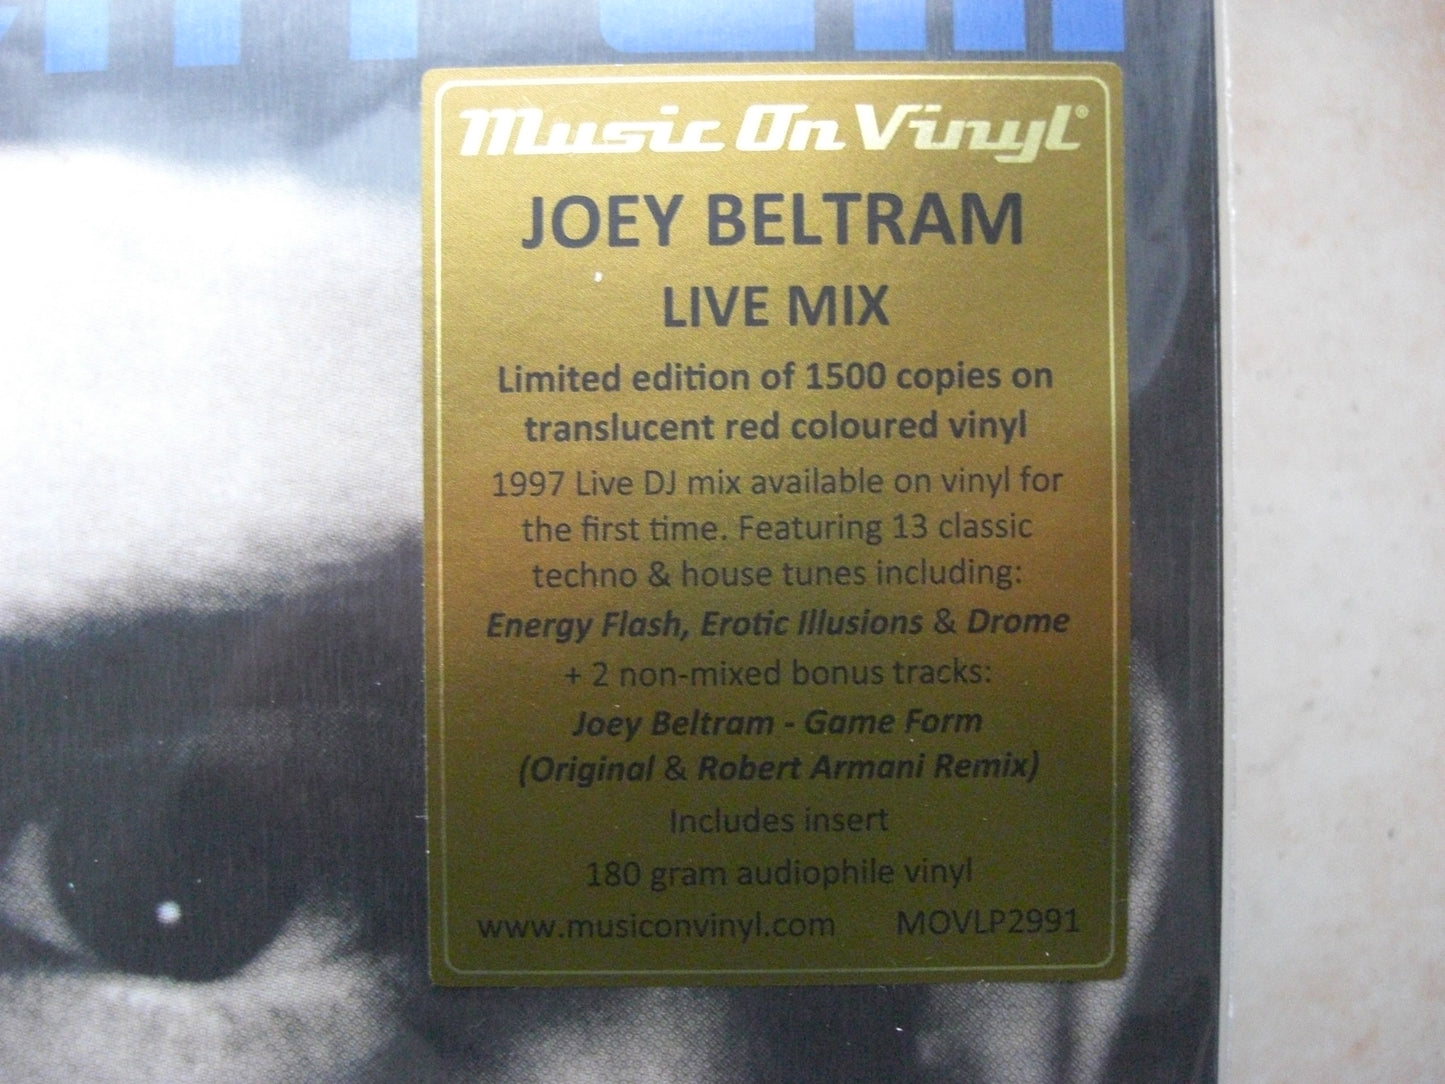 Music On Vinyl®
JOEY BELTRAM
LIVE MIX
Limited edition of 1500 copies on
translucent red coloured vinyl
1997 Live DJ mix available on vinyl for
the first time. Featuring 13 classic
techno & house tunes including:
Energy Flash, Erotic Illusions & Drome
+ 2 non-mixed bonus tracks:
Joey Beltram - Game Form
(Original & Robert Armani Remix)
Includes insert
180 gram audiophile vinyl
www.musiconvinyl.com MOVLP2991